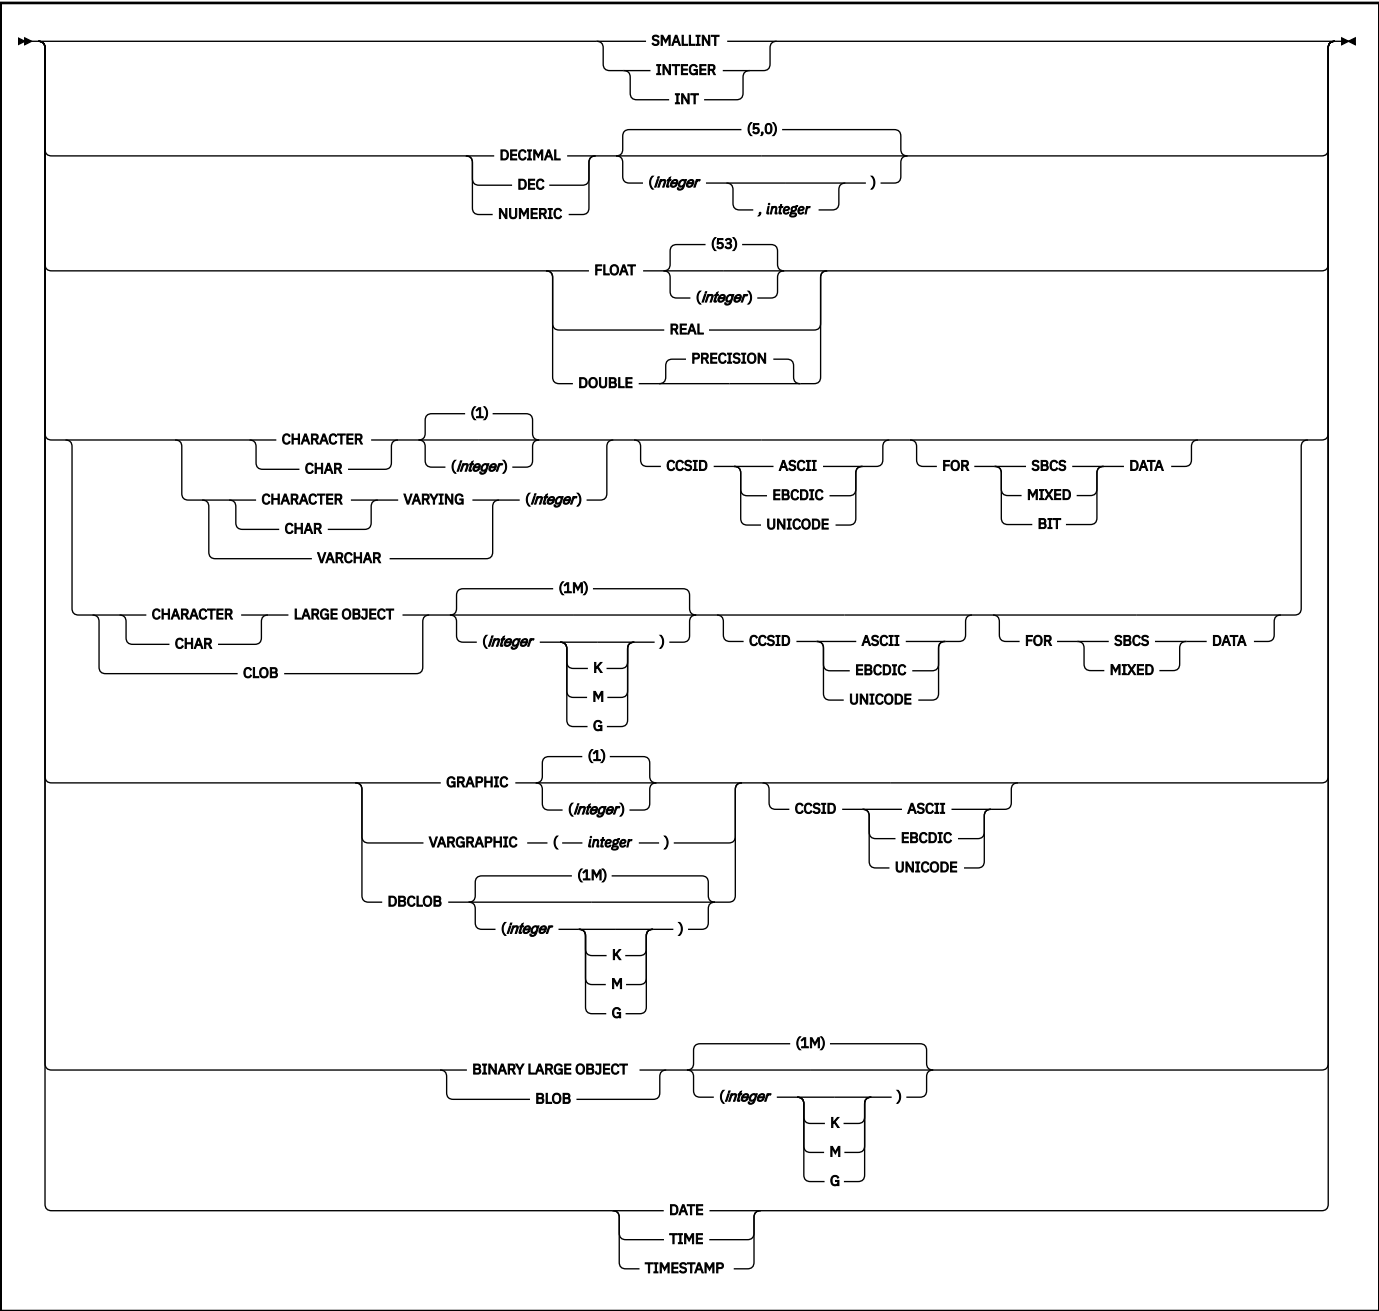 SMALLINT
INTEGER
INT
(5,0)
DECIMAL
(integer )
DEC
, integer
NUMERIC
(53)
FLOAT
(integer)
REAL
PRECISION
DOUBLE
(1)
CHARACTER
CHAR (integer) CCSID ASCII FOR SBCS DATA
EBCDIC MIXED
CHARACTER VARYING (integer)
CHAR UNICODE BIT
VARCHAR
(1M)
CHARACTER LARGE OBJECT
CHAR (integer ) CCSID ASCII FOR SBCS DATA
CLOB K EBCDIC MIXED
M UNICODE
G
(1)
GRAPHIC
(integer) CCSID ASCII
VARGRAPHIC ( integer ) EBCDIC
UNICODE
(1M)
DBCLOB
(integer )
K
M
G
(1M)
BINARY LARGE OBJECT
BLOB (integer )
K
M
G
DATE
TIME
TIMESTAMP